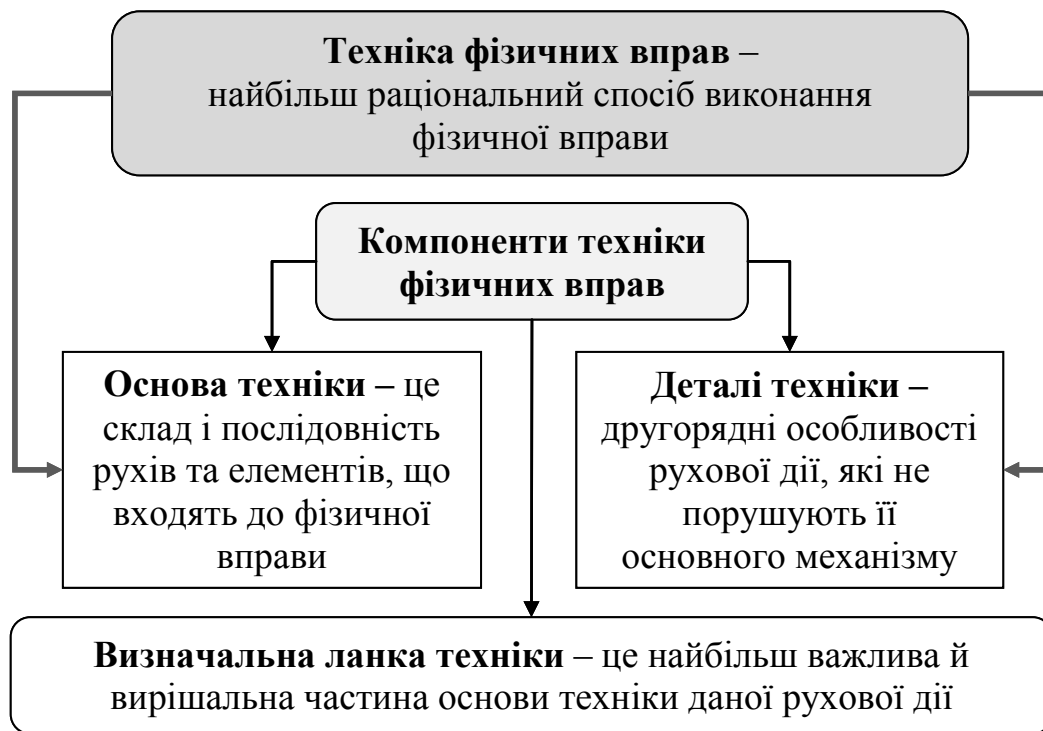 Техніка фізичних вправ –
найбільш раціональний спосіб виконання
фізичної вправи
Компоненти техніки
фізичних вправ
Основа техніки – це
склад і послідовність
рухів та елементів, що
входять до фізичної
вправи
Деталі техніки –
другорядні особливості
рухової дії, які не
порушують її
основного механізму
Визначальна ланка техніки – це найбільш важлива й
вирішальна частина основи техніки даної рухової дії